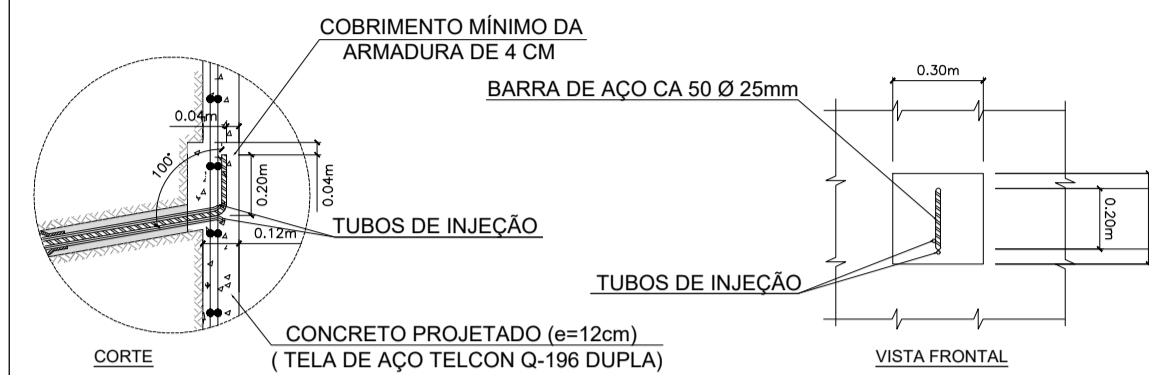 COBRIMENTO MÍNIMO DA
ARMADURA DE 4 CM
0.04m
100°
0.20m
0.04m
TUBOS DE INJEÇÃO
0.12m
CONCRETO PROJETADO (e=12cm)
( TELA DE AÇO TELCON Q-196 DUPLA)
CORTE
0.30m
BARRA DE AÇO CA 50 Ø 25mm
0.20m
TUBOS DE INJEÇÃO
VISTA FRONTAL